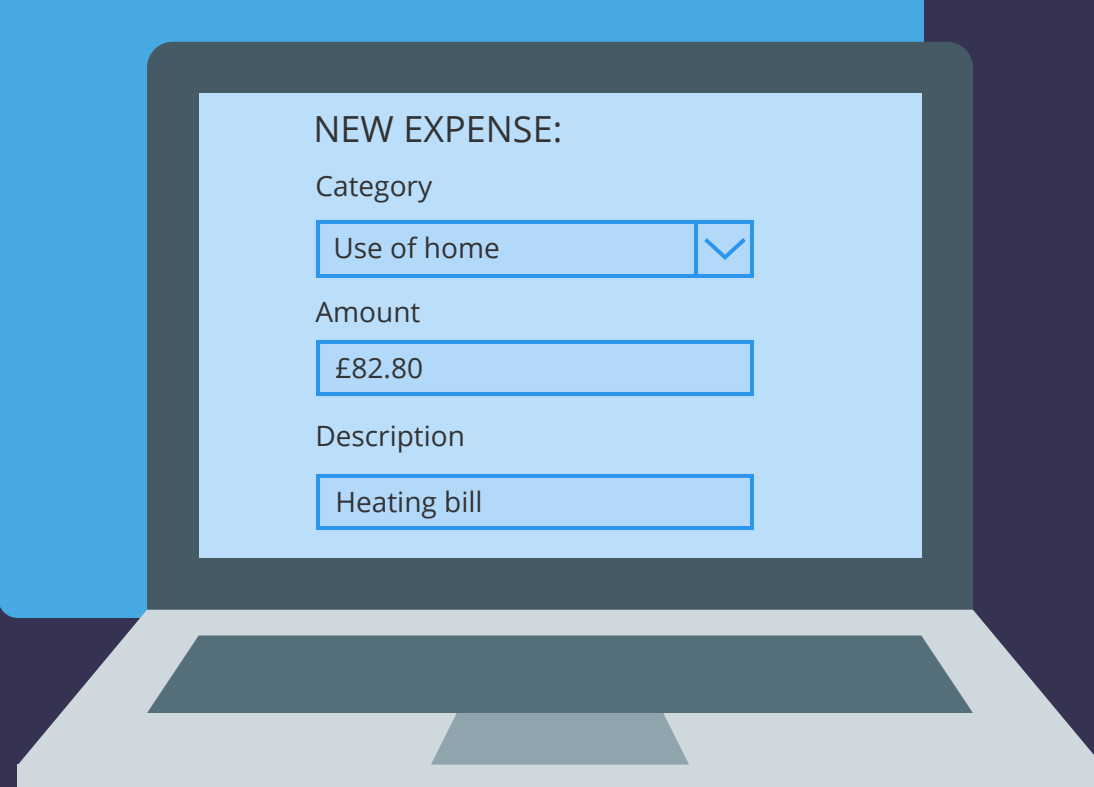 NEW EXPENSE:
Category
Use of home
Amount
£82.80
Description
Heating bill